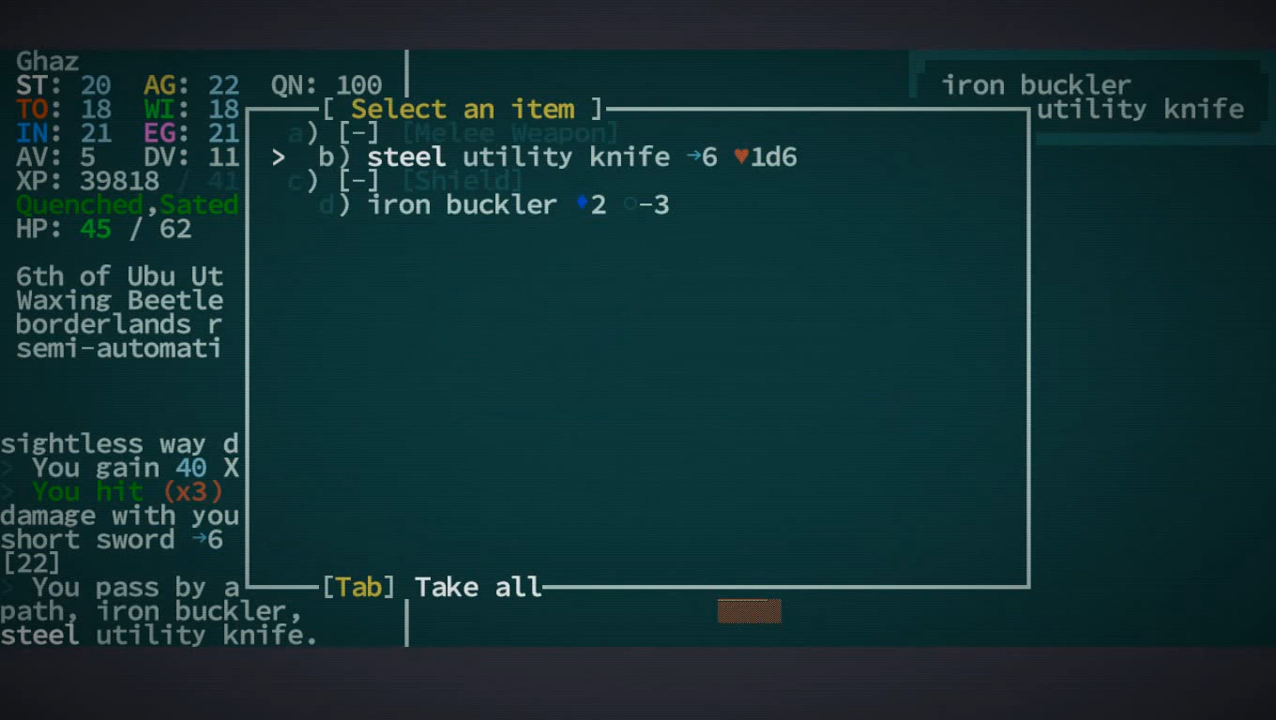 Ghaz
ST: 20 AG: 22 QN: 100
TO: 18 WI: 18
IN: 21 EG: 21
AV: 5 DV: 11
XP: 39818 / 41
Quenched,Sated
HP: 45 / 62
6th of Ubu Ut
Waxing Beetle
borderlands r
semi-automati
sightless way d
> You gain 40 X
> You hit (x3)
damage with you
short sword →6
[22]
> You pass by a
path, iron buckler,
steel utility knife.
[ Select an item ]
a) [-] [Melee Weapon]
> b) steel utility knife →6 ♥1d6
c) [-] [Shield]
d) iron buckler ♦2 ○-3
[Tab] Take all
iron buckler
utility knife